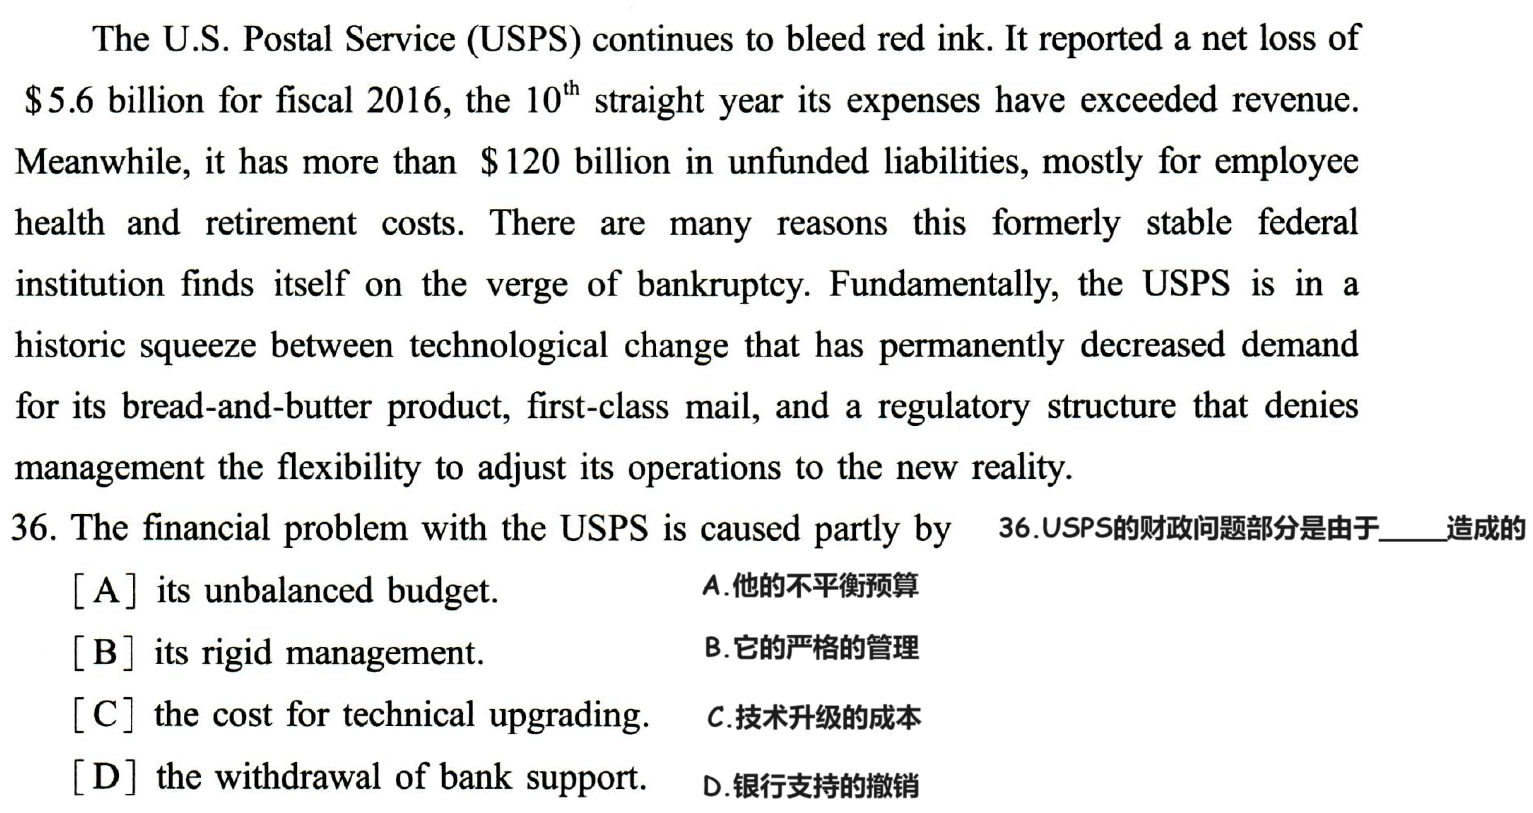 The U.S. Postal Service (USPS) continues to bleed red ink. It reported a net loss of
$5.6 billion for fiscal 2016, the 10th straight year its expenses have exceeded revenue.
Meanwhile, it has more than $120 billion in unfunded liabilities, mostly for employee
health and retirement costs. There are many reasons this formerly stable federal
institution finds itself on the verge of bankruptcy. Fundamentally, the USPS is in a
historic squeeze between technological change that has permanently decreased demand
for its bread-and-butter product, first-class mail, and a regulatory structure that denies
management the flexibility to adjust its operations to the new reality.
36. The financial problem with the USPS is caused partly by 36.USPS的财政问题部分是由于_____造成的
[A] its unbalanced budget. A.他的不平衡预算
[B] its rigid management. B.它的严格的管理
[C] the cost for technical upgrading. C.技术升级的成本
[D] the withdrawal of bank support. D.银行支持的撤销